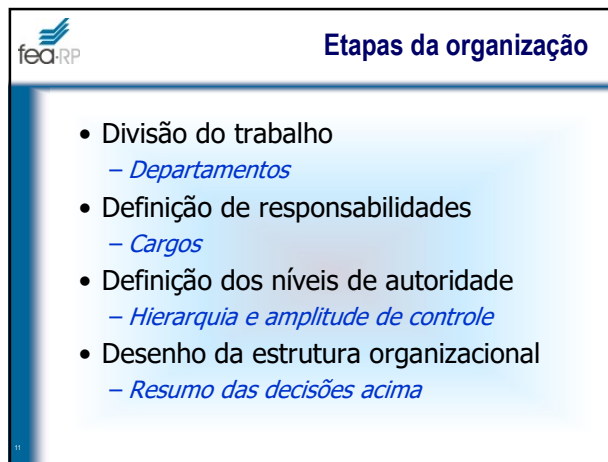 fea-RP
Etapas da organização
• Divisão do trabalho
– Departamentos
• Definição de responsabilidades
– Cargos
• Definição dos níveis de autoridade
– Hierarquia e amplitude de controle
• Desenho da estrutura organizacional
– Resumo das decisões acima
11